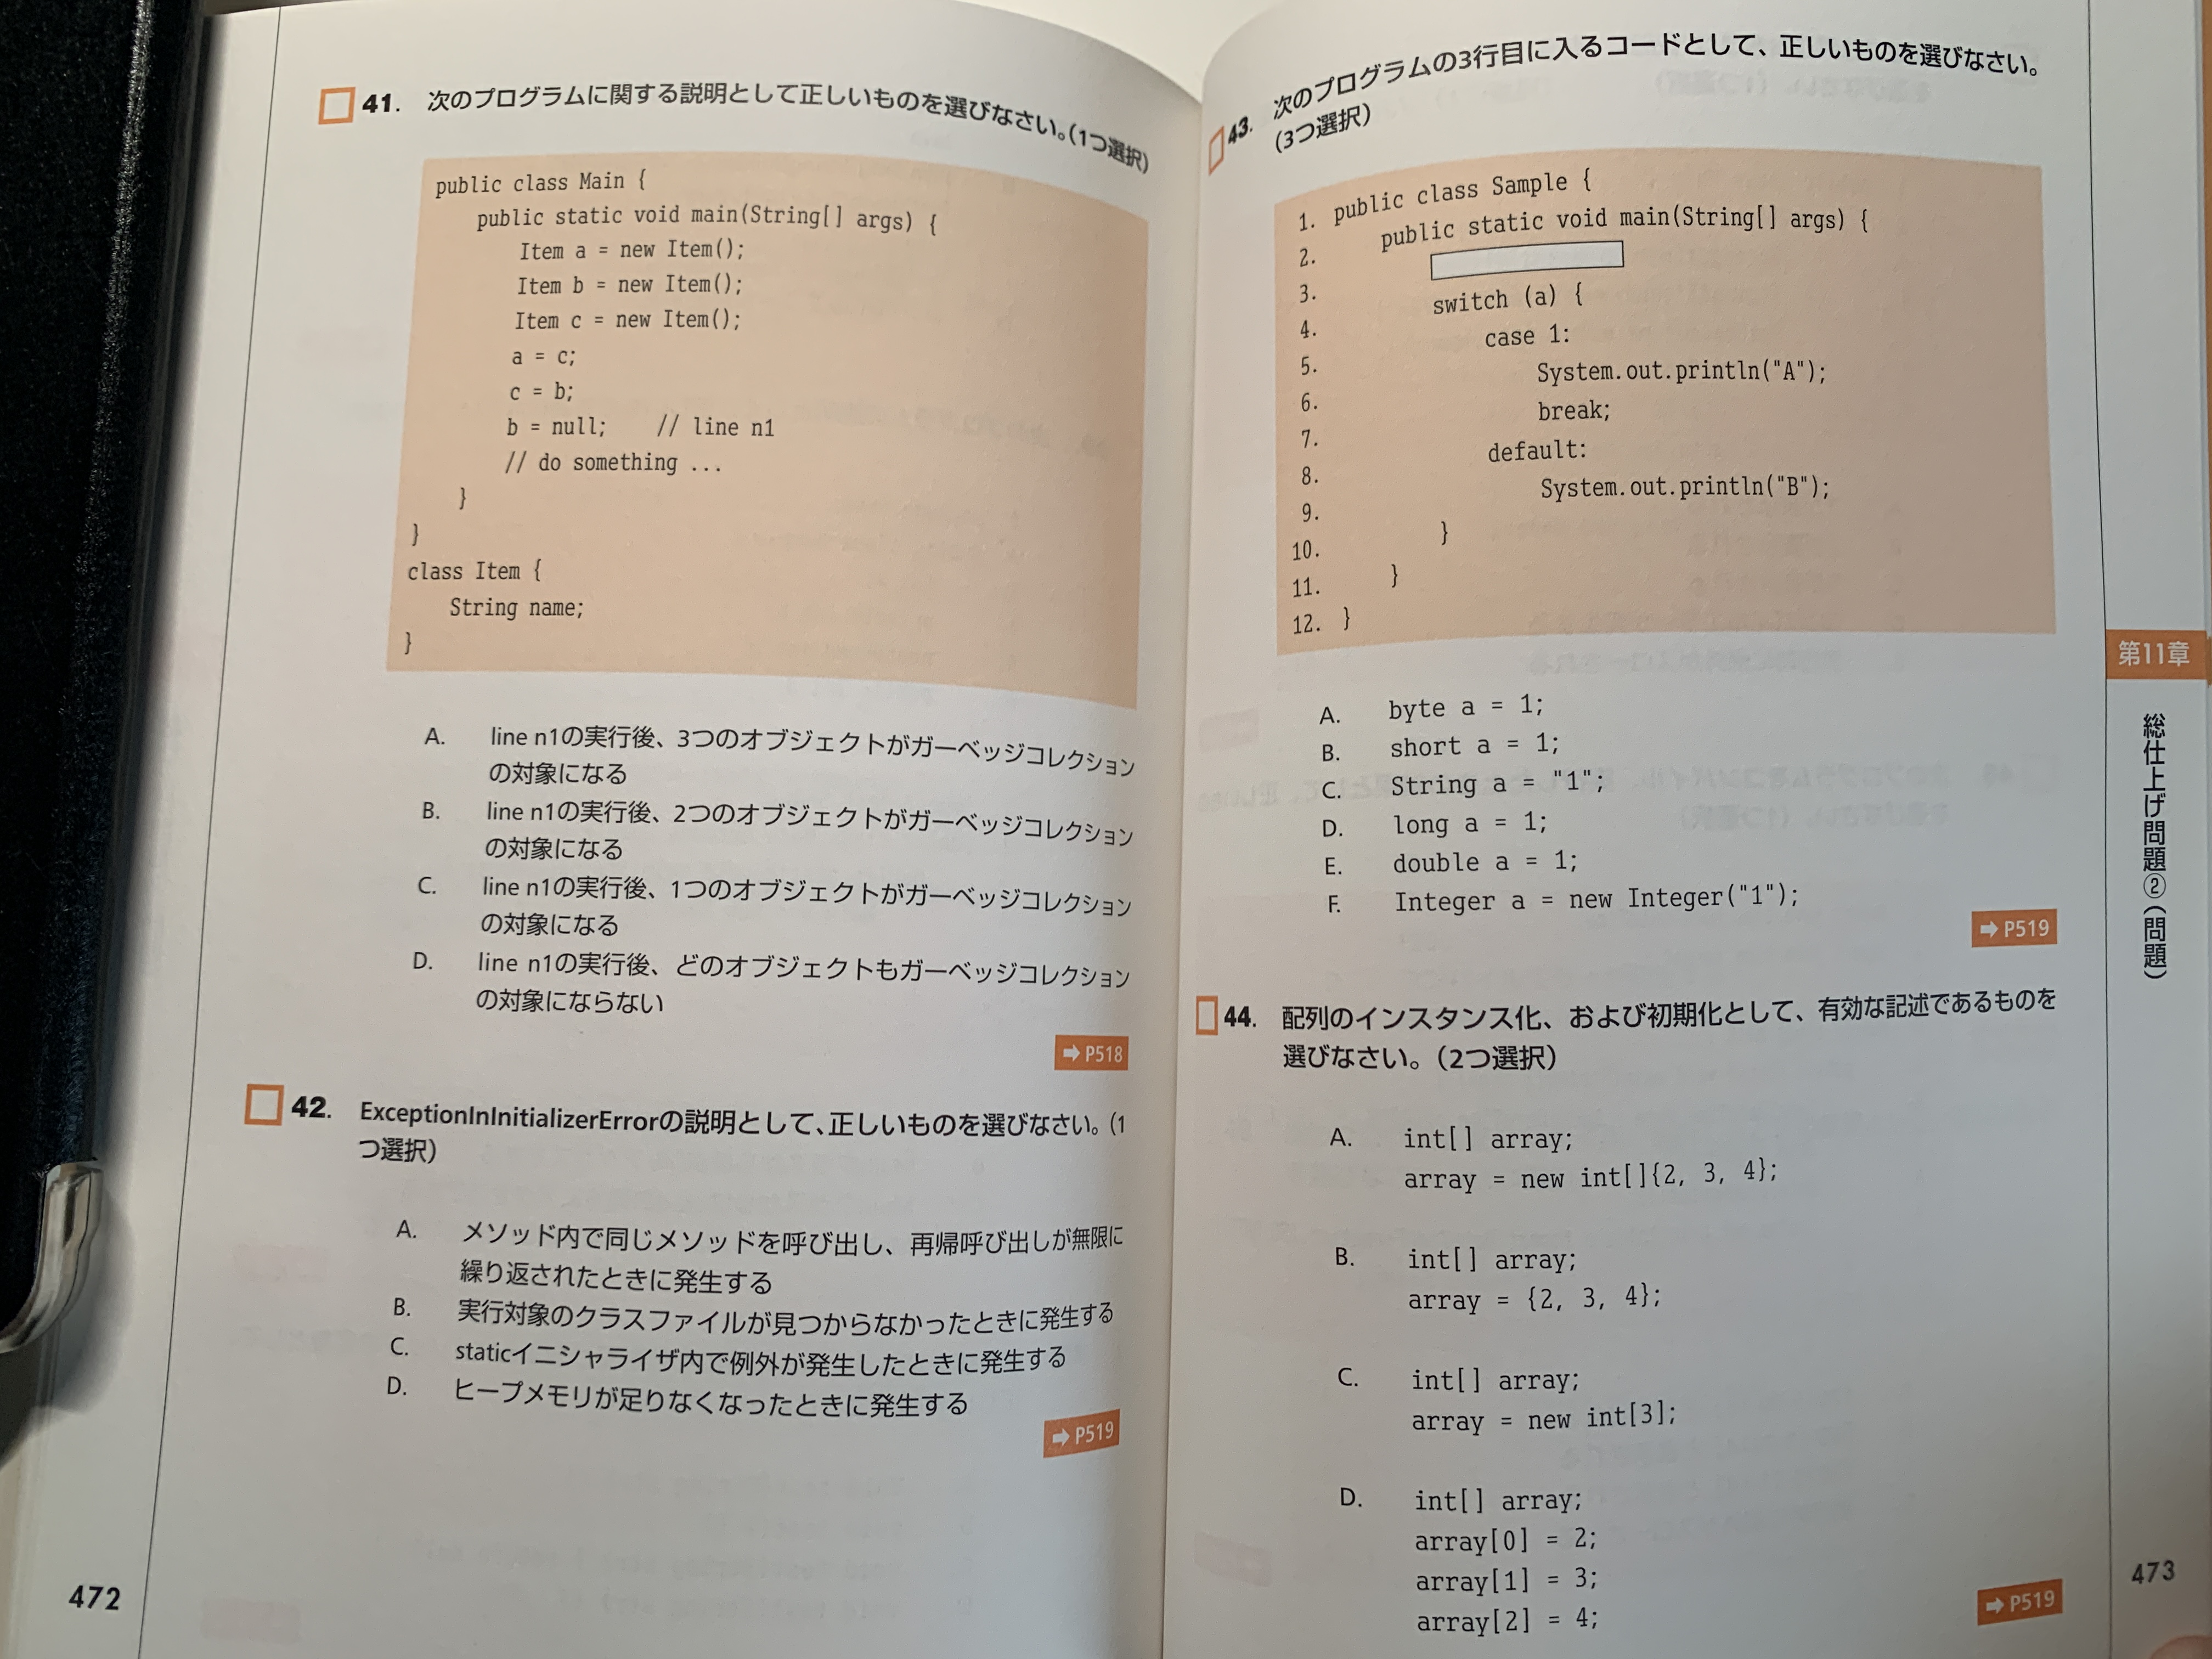 41. 次のプログラムに関する説明として正しいものを選びなさい。(1つ選択)
public class Main {
    public static void main(String[] args) {
        Item a = new Item();
        Item b = new Item();
        Item c = new Item();
        a = c;
        c = b;
        b = null;    // line n1
        // do something ...
    }
}
class Item {
    String name;
}
A. line n1の実行後、3つのオブジェクトがガーベッジコレクション
の対象になる
B. line n1の実行後、2つのオブジェクトがガーベッジコレクション
の対象になる
C. line n1の実行後、1つのオブジェクトがガーベッジコレクション
の対象になる
D. line n1の実行後、どのオブジェクトもガーベッジコレクション
の対象にならない
➡ P518
42. ExceptionInInitializerErrorの説明として、正しいものを選びなさい。(1
つ選択)
A. メソッド内で同じメソッドを呼び出し、再帰呼び出しが無限に
繰り返されたときに発生する
B. 実行対象のクラスファイルが見つからなかったときに発生する
C. staticイニシャライザ内で例外が発生したときに発生する
D. ヒープメモリが足りなくなったときに発生する
➡ P519
472
43. 次のプログラムの3行目に入るコードとして、正しいものを選びなさい。
(3つ選択)
1. public class Sample {
2.     public static void main(String[] args) {
3.
4.         switch (a) {
5.             case 1:
6.                 System.out.println("A");
7.                 break;
8.             default:
9.                 System.out.println("B");
10.         }
11.     }
12. }
A. byte a = 1;
B. short a = 1;
C. String a = "1";
D. long a = 1;
E. double a = 1;
F. Integer a = new Integer("1");
➡ P519
44. 配列のインスタンス化、および初期化として、有効な記述であるものを
選びなさい。(2つ選択)
A. int[] array;
array = new int[]{2, 3, 4};
B. int[] array;
array = {2, 3, 4};
C. int[] array;
array = new int[3];
D. int[] array;
array[0] = 2;
array[1] = 3;
array[2] = 4;
➡ P519
第11章
総仕上げ問題②(問題)
473